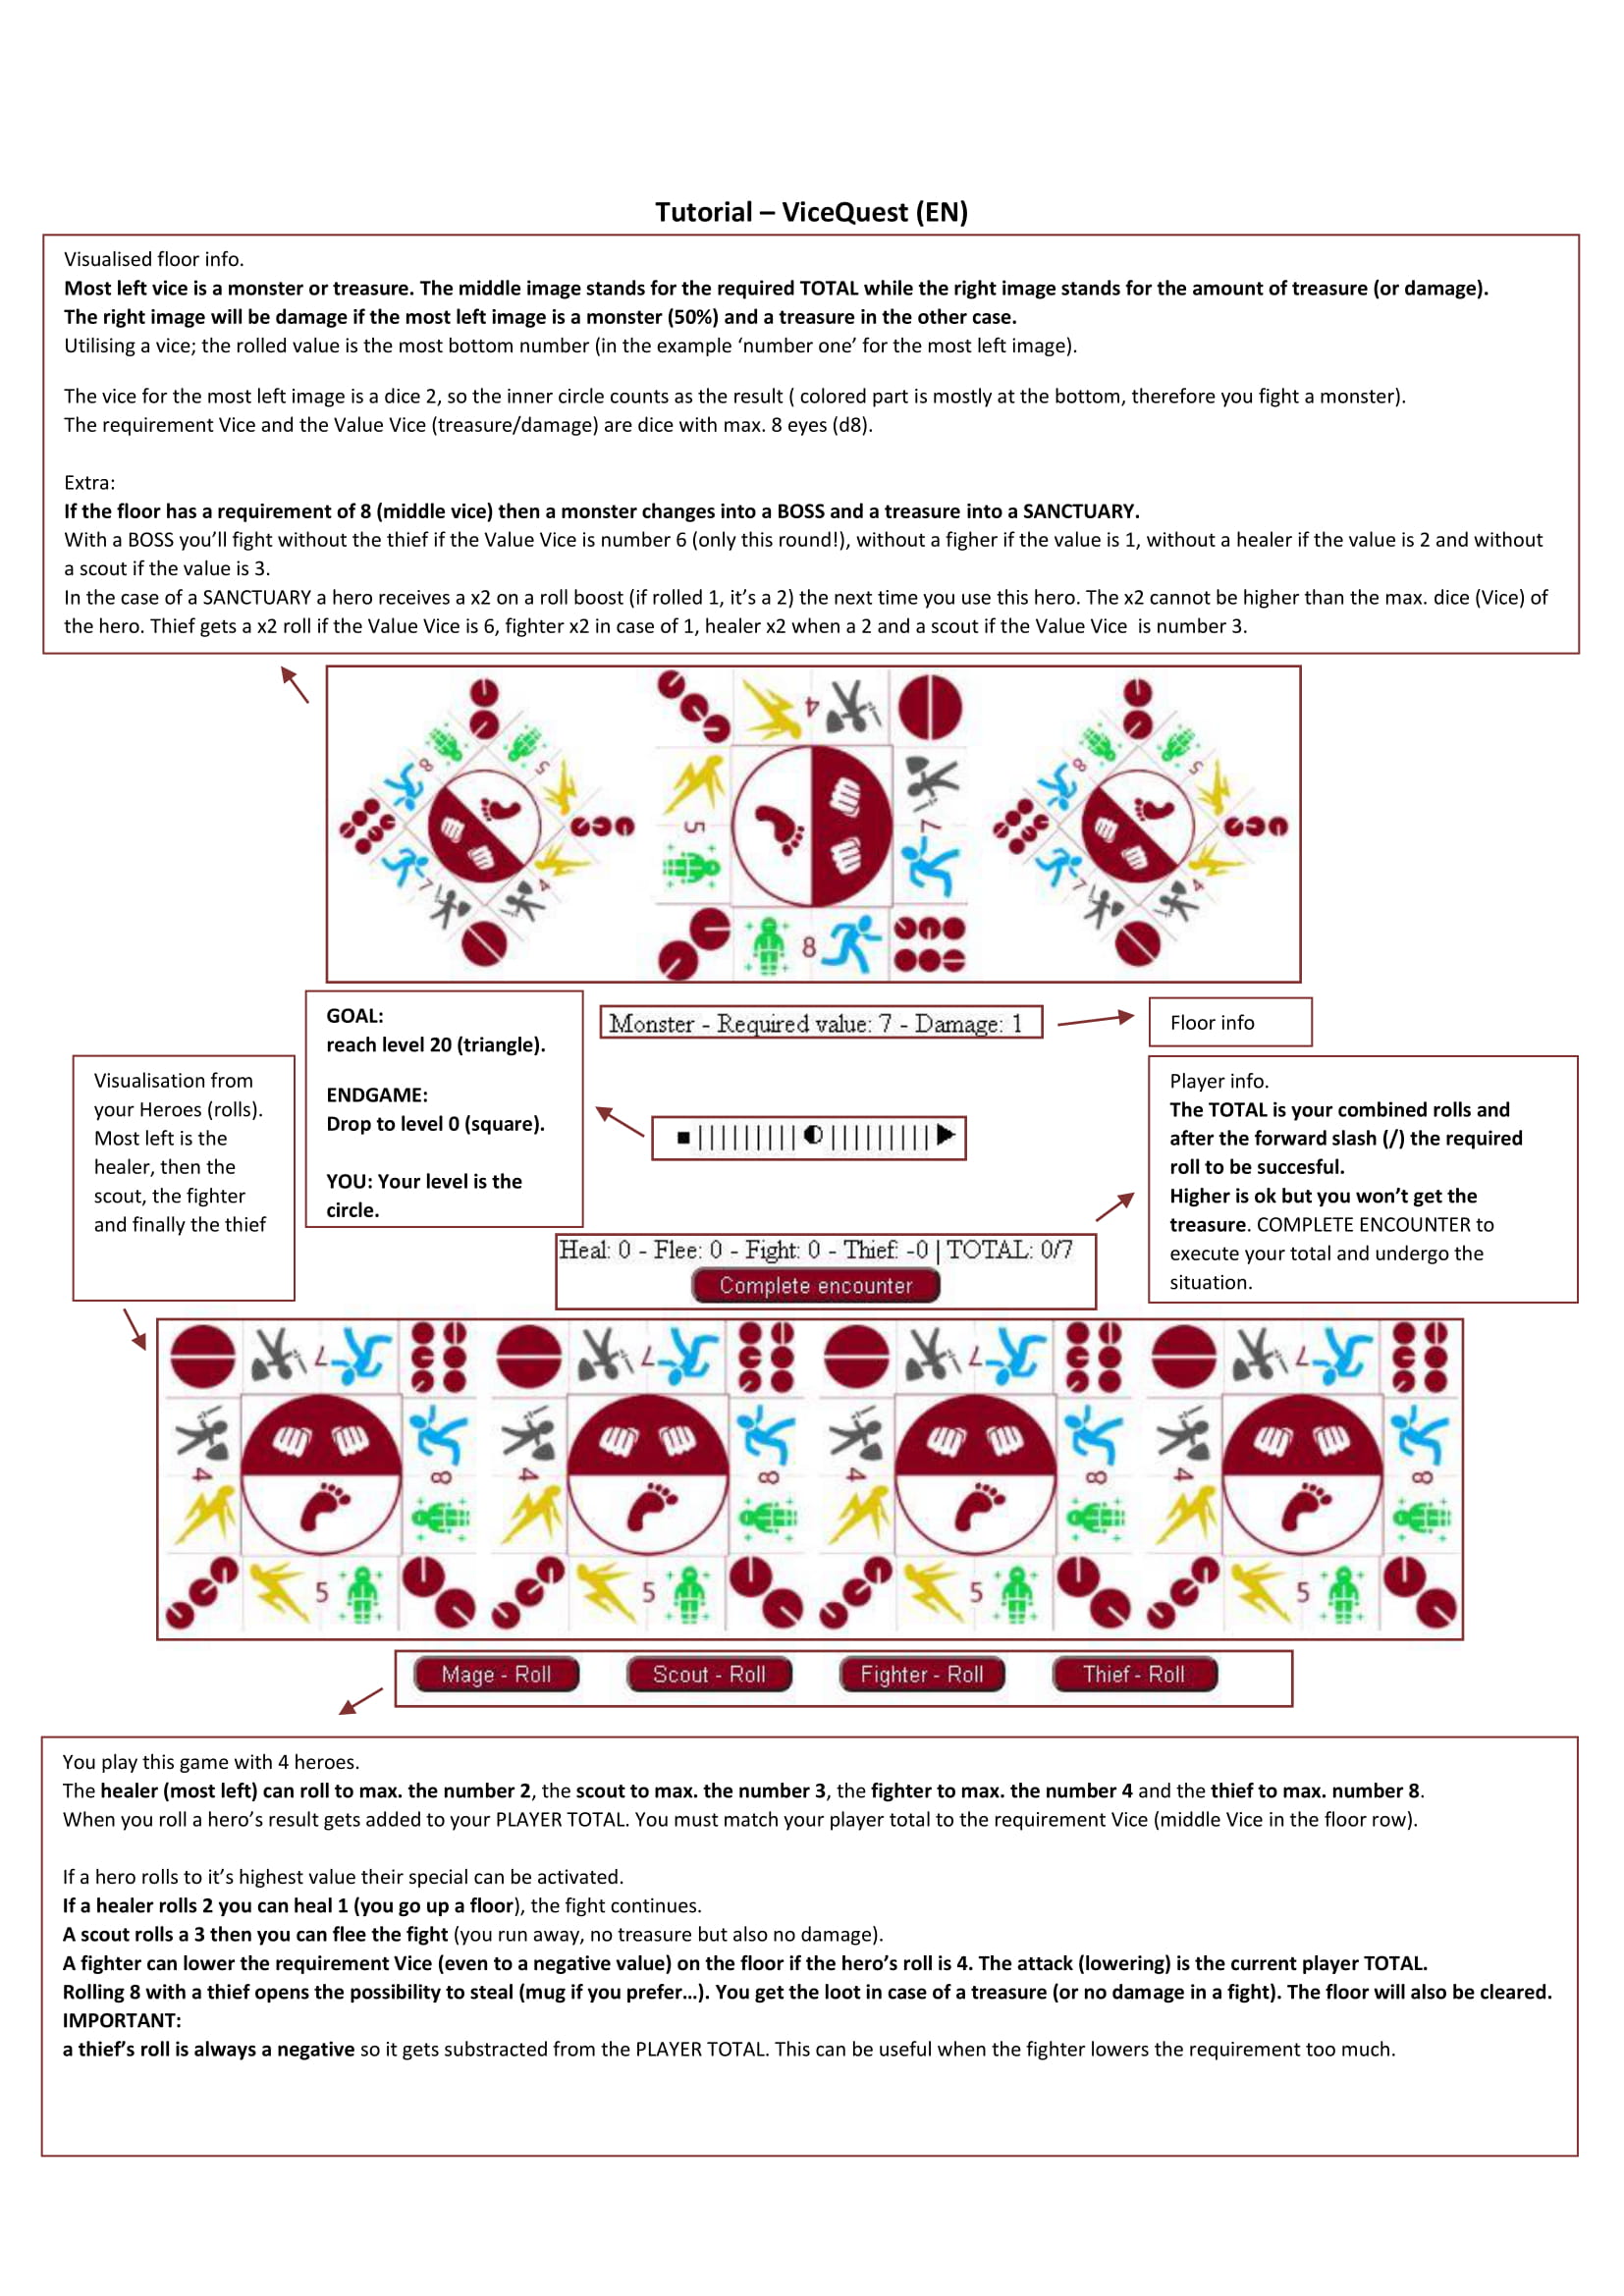 Tutorial – ViceQuest (EN)
Visualised floor info.
Most left vice is a monster or treasure. The middle image stands for the required TOTAL while the right image stands for the amount of treasure (or damage).
The right image will be damage if the most left image is a monster (50%) and a treasure in the other case.
Utilising a vice; the rolled value is the most bottom number (in the example ‘number one’ for the most left image).
The vice for the most left image is a dice 2, so the inner circle counts as the result ( colored part is mostly at the bottom, therefore you fight a monster).
The requirement Vice and the Value Vice (treasure/damage) are dice with max. 8 eyes (d8).
Extra:
If the floor has a requirement of 8 (middle vice) then a monster changes into a BOSS and a treasure into a SANCTUARY.
With a BOSS you’ll fight without the thief if the Value Vice is number 6 (only this round!), without a figher if the value is 1, without a healer if the value is 2 and without
a scout if the value is 3.
In the case of a SANCTUARY a hero receives a x2 on a roll boost (if rolled 1, it’s a 2) the next time you use this hero. The x2 cannot be higher than the max. dice (Vice) of
the hero. Thief gets a x2 roll if the Value Vice is 6, fighter x2 in case of 1, healer x2 when a 2 and a scout if the Value Vice  is number 3.
8 5 7 4
4 5 7 8
8 5 7 4
GOAL:
reach level 20 (triangle).
ENDGAME:
Drop to level 0 (square).
YOU: Your level is the
circle.
Monster - Required value: 7 - Damage: 1
Floor info
Visualisation from
your Heroes (rolls).
Most left is the
healer, then the
scout, the fighter
and finally the thief
Player info.
The TOTAL is your combined rolls and
after the forward slash (/) the required
roll to be succesful.
Higher is ok but you won’t get the
treasure. COMPLETE ENCOUNTER to
execute your total and undergo the
situation.
Heal: 0 - Flee: 0 - Fight: 0 - Thief: -0 | TOTAL: 0/7
Complete encounter
7 7 7 7
4 8 4 8 4 8 4 8
5 5 5 5
Mage - Roll Scout - Roll Fighter - Roll Thief - Roll
You play this game with 4 heroes.
The healer (most left) can roll to max. the number 2, the scout to max. the number 3, the fighter to max. the number 4 and the thief to max. number 8.
When you roll a hero’s result gets added to your PLAYER TOTAL. You must match your player total to the requirement Vice (middle Vice in the floor row).
If a hero rolls to it’s highest value their special can be activated.
If a healer rolls 2 you can heal 1 (you go up a floor), the fight continues.
A scout rolls a 3 then you can flee the fight (you run away, no treasure but also no damage).
A fighter can lower the requirement Vice (even to a negative value) on the floor if the hero’s roll is 4. The attack (lowering) is the current player TOTAL.
Rolling 8 with a thief opens the possibility to steal (mug if you prefer…). You get the loot in case of a treasure (or no damage in a fight). The floor will also be cleared.
IMPORTANT:
a thief’s roll is always a negative so it gets substracted from the PLAYER TOTAL. This can be useful when the fighter lowers the requirement too much.